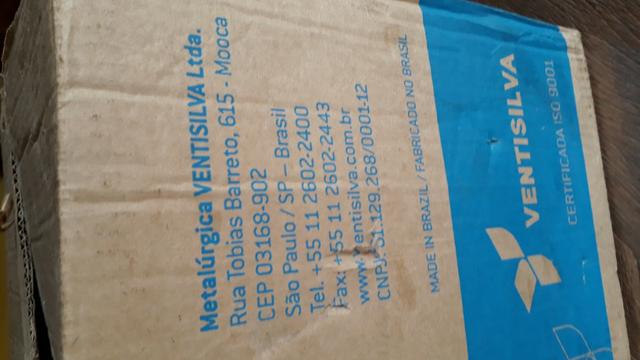 Metalúrgica VENTISILVA Ltda.
Rua Tobias Barreto, 615 - Mooca
CEP 03168-902
São Paulo / SP – Brasil
Tel. +55 11 2602-2400
Fax: +55 11 2602-2443
www.ventisilva.com.br
CNPJ: 61.129.268/0001-12
MADE IN BRAZIL / FABRICADO NO BRASIL
VENTISILVA
CERTIFICADA ISO 9001